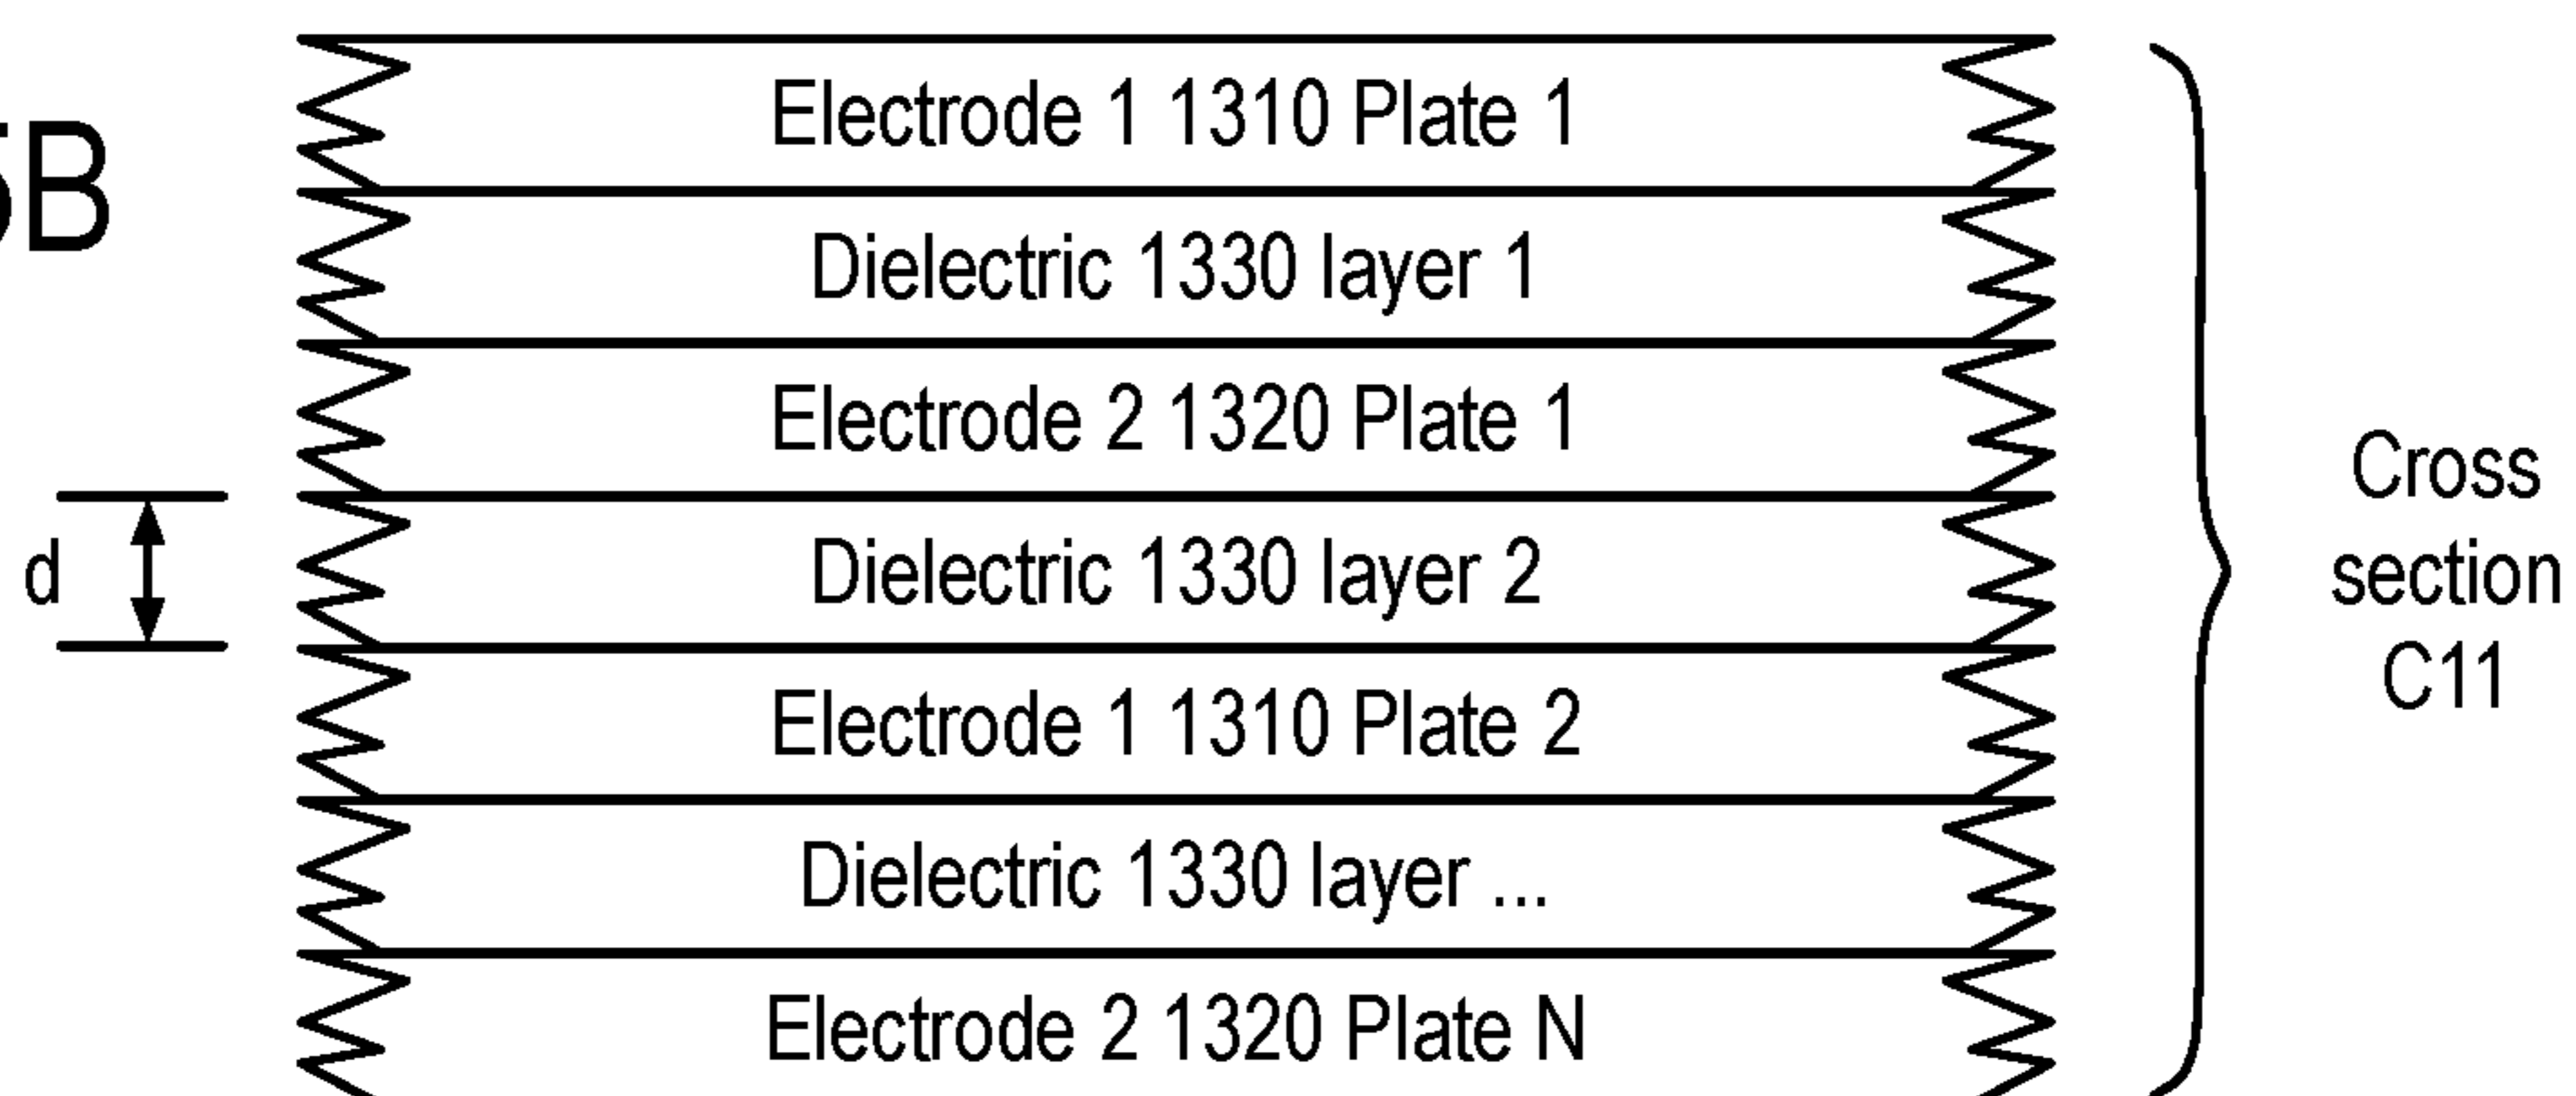 5B
Electrode 1 1310 Plate 1
Dielectric 1330 layer 1
Electrode 2 1320 Plate 1
d
Dielectric 1330 layer 2
Electrode 1 1310 Plate 2
Dielectric 1330 layer ...
Electrode 2 1320 Plate N
Cross
section
C11